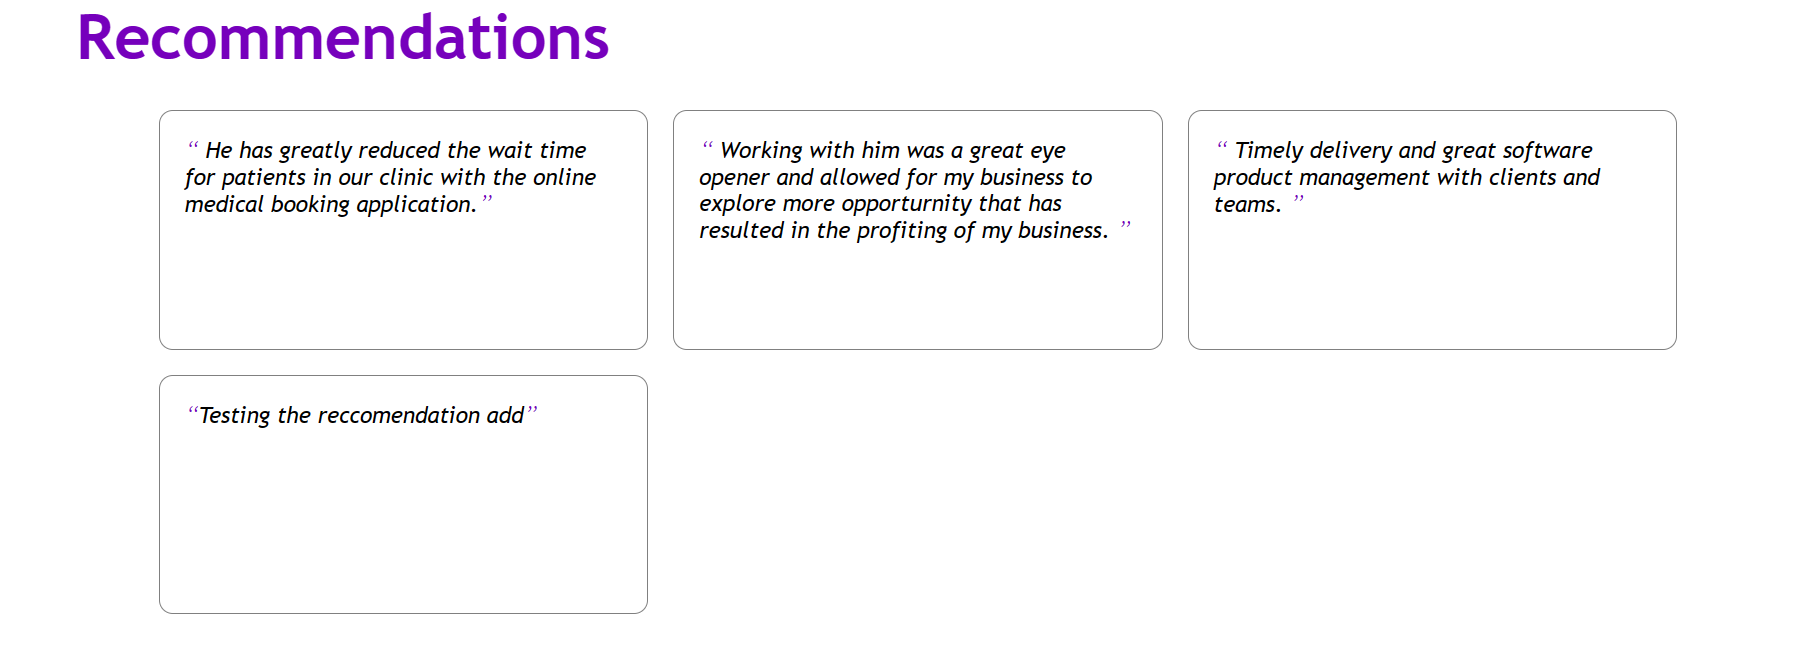 Recommendations
“ He has greatly reduced the wait time
for patients in our clinic with the online
medical booking application.”
“ Working with him was a great eye
opener and allowed for my business to
explore more opporturnity that has
resulted in the profiting of my business. ”
“ Timely delivery and great software
product management with clients and
teams. ”
“Testing the reccomendation add”